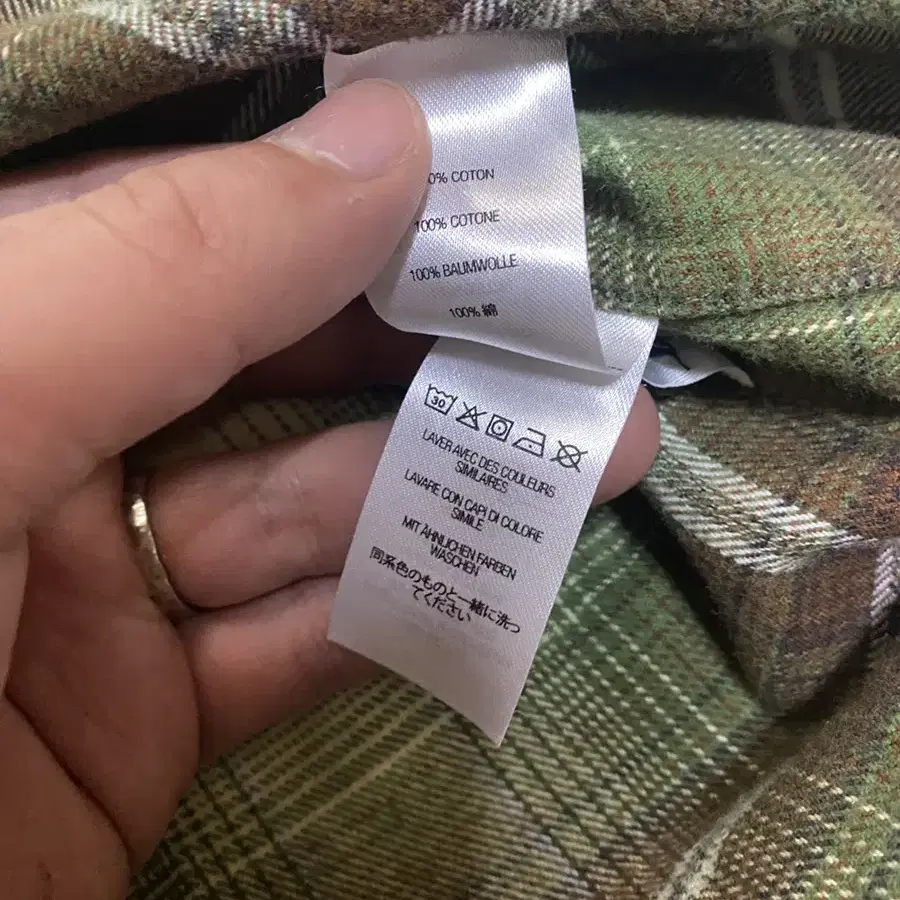 0% COTON
100% COTONE
100% BAUMWOLLE
100% 綿
30
LAVER AVEC DES COULEURS
SIMILAIRES
LAVARE CON CAPI DI COLORE
SIMILE
MIT ÄHNLICHEN FARBEN
WASCHEN
同系色のものと一緒に洗っ
てください